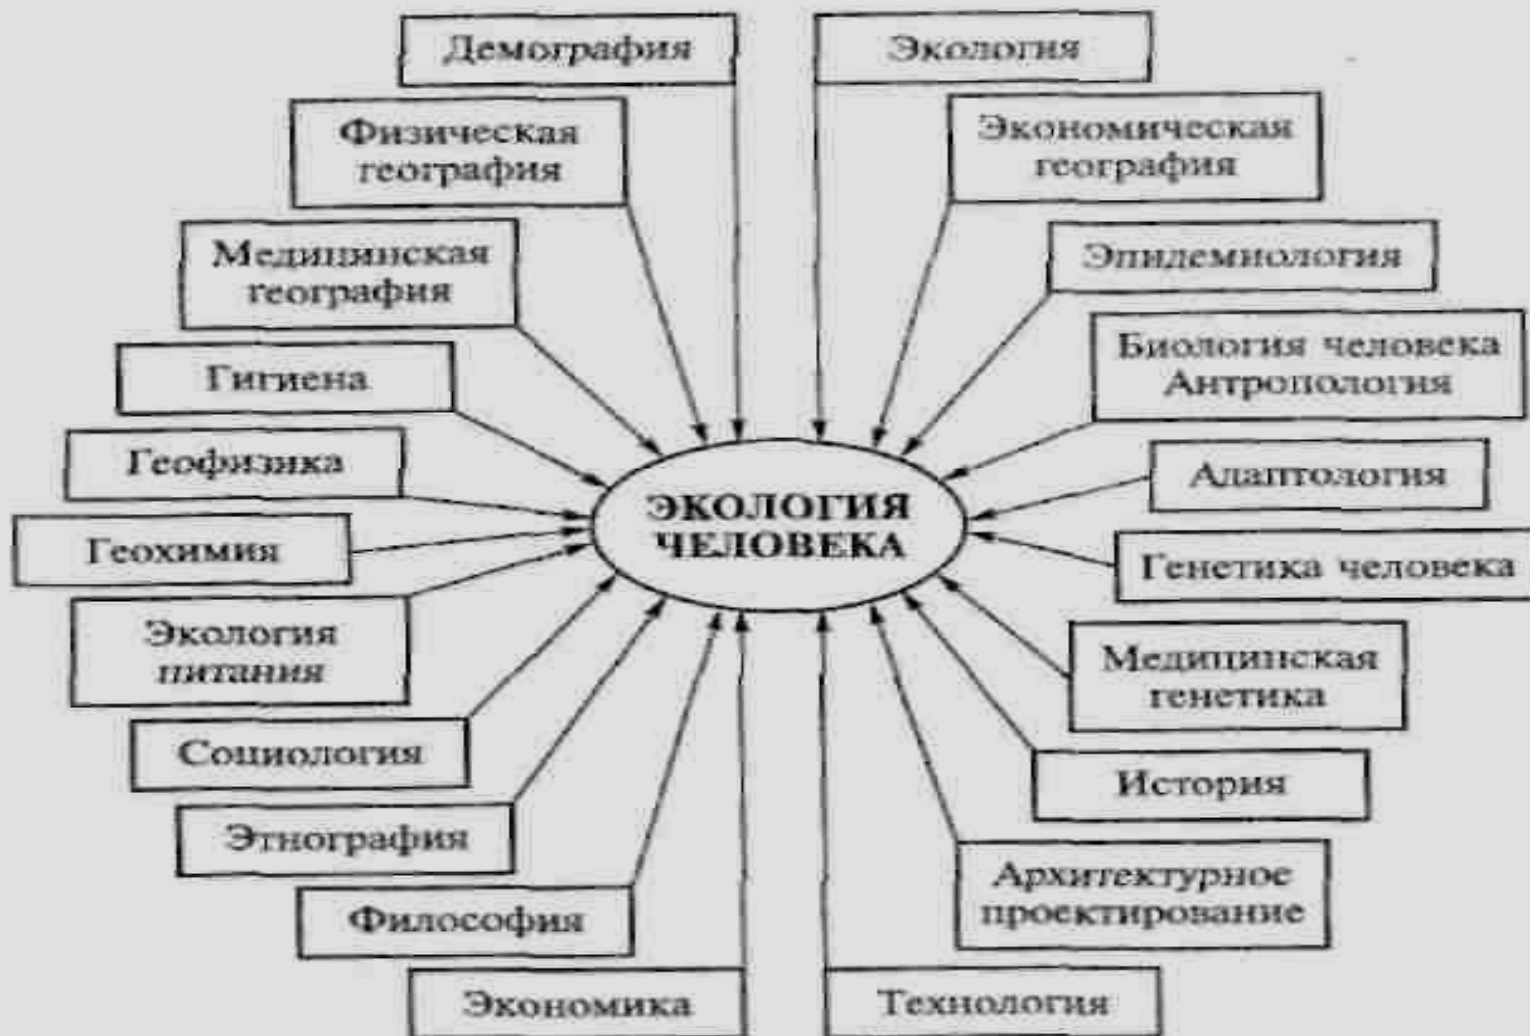 Демография
Экология
Физическая
география
Экономическая
география
Медицинская
география
Эпидемиология
Гигиена
Биология человека
Антропология
Геофизика
Адаптология
ЭКОЛОГИЯ
ЧЕЛОВЕКА
Геохимия
Генетика человека
Экология
питания
Медицинская
генетика
Социология
История
Этнография
Архитектурное
проектирование
Философия
Экономика
Технология